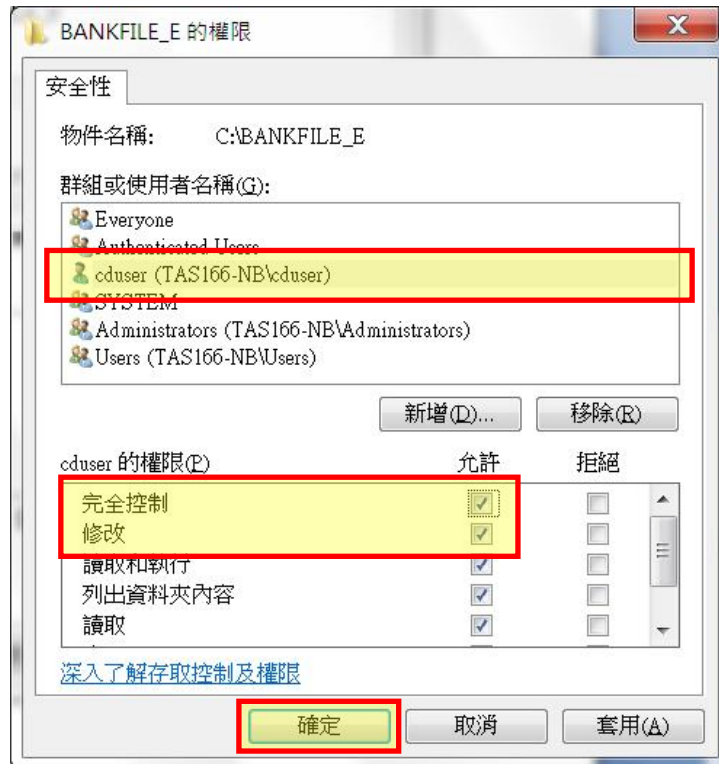 BANKFILE_E 的權限
安全性
物件名稱: C:\BANKFILE_E
群組或使用者名稱(G):
Everyone
Authenticated Users
cduser (TAS166-NB\cduser)
SYSTEM
Administrators (TAS166-NB\Administrators)
Users (TAS166-NB\Users)
新增(D)... 移除(R)
cduser 的權限(P) 允許 拒絕
完全控制
修改
讀取和執行
列出資料夾內容
讀取
深入了解存取控制及權限
確定 取消 套用(A)